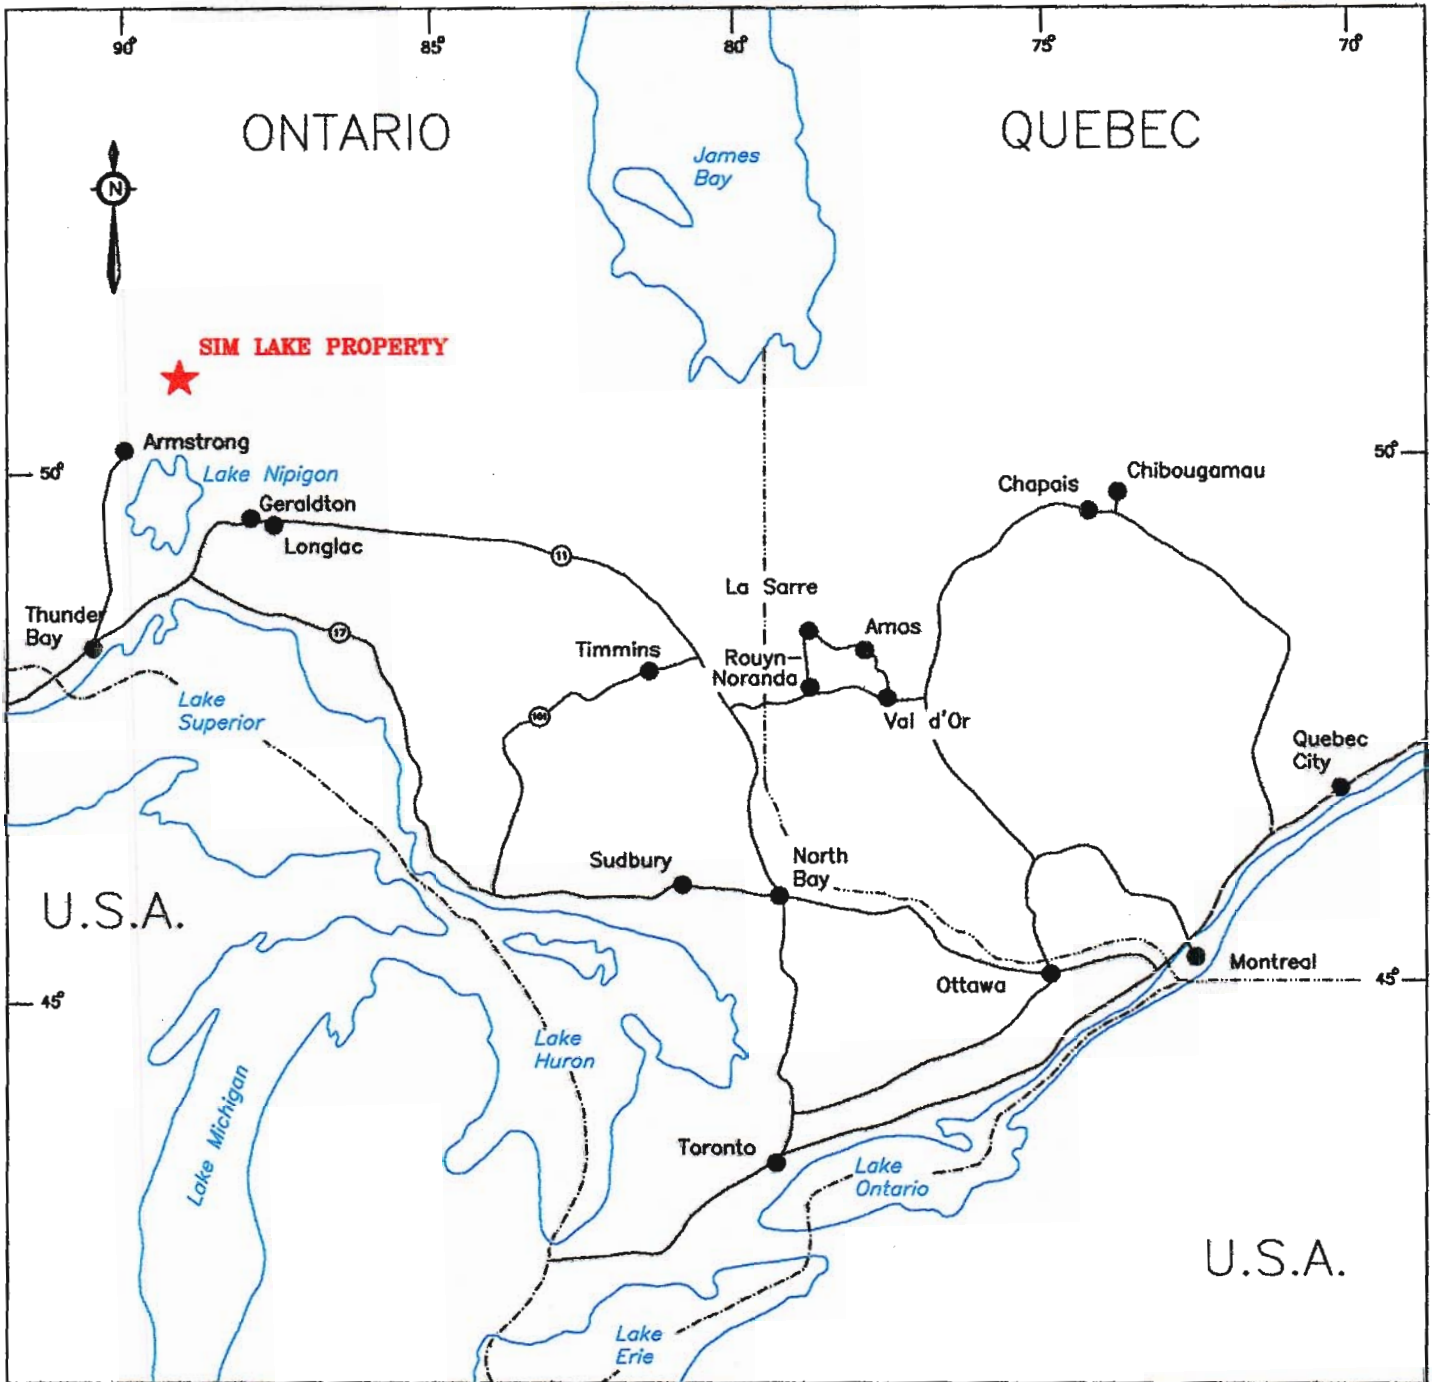 90°
85°
80°
75°
70°
ONTARIO
QUEBEC
James
Bay
N
SIM LAKE PROPERTY
Armstrong
50°
50°
Lake Nipigon
Chibougamau
Chapais
Geraldton
Longlac
11
La Sarre
Thunder
Bay
17
Amos
Timmins
Rouyn-
Noranda
Lake
Superior
101
Val d'Or
Quebec
City
Sudbury
North
Bay
U.S.A.
Montreal
Ottawa
45°
45°
Lake
Huron
Lake Michigan
Toronto
Lake
Ontario
U.S.A.
Lake
Erie